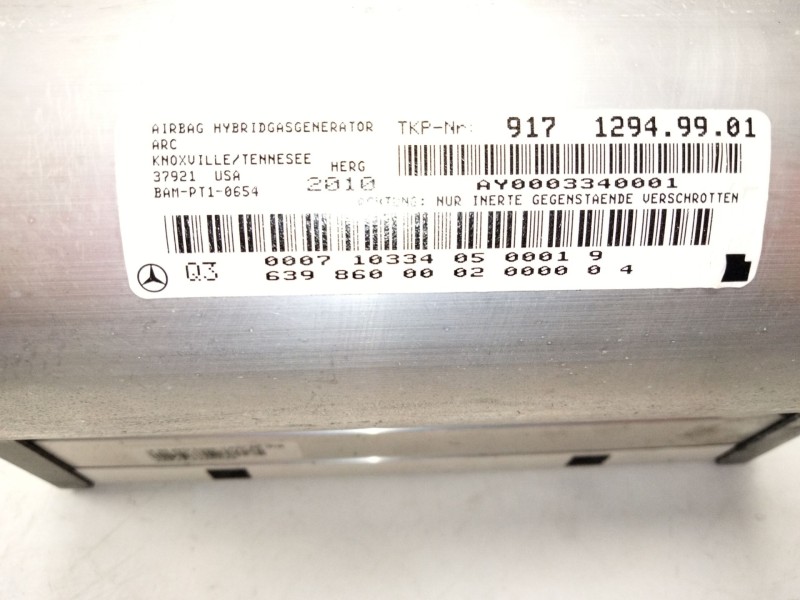 AIRBAG HYBRIDGASGENERATOR
ARC
KNOXVILLE/TENNESEE
37921 USA
BAM-PT1-0654
HERG
2010
TKP-Nr: 917 1294.99.01
AY0003340001
ACHTUNG: NUR INERTE GEGENSTAENDE VERSCHROTTEN
Q3
0007 10334 05 0001 9
639 860 00 02 0000 0 4